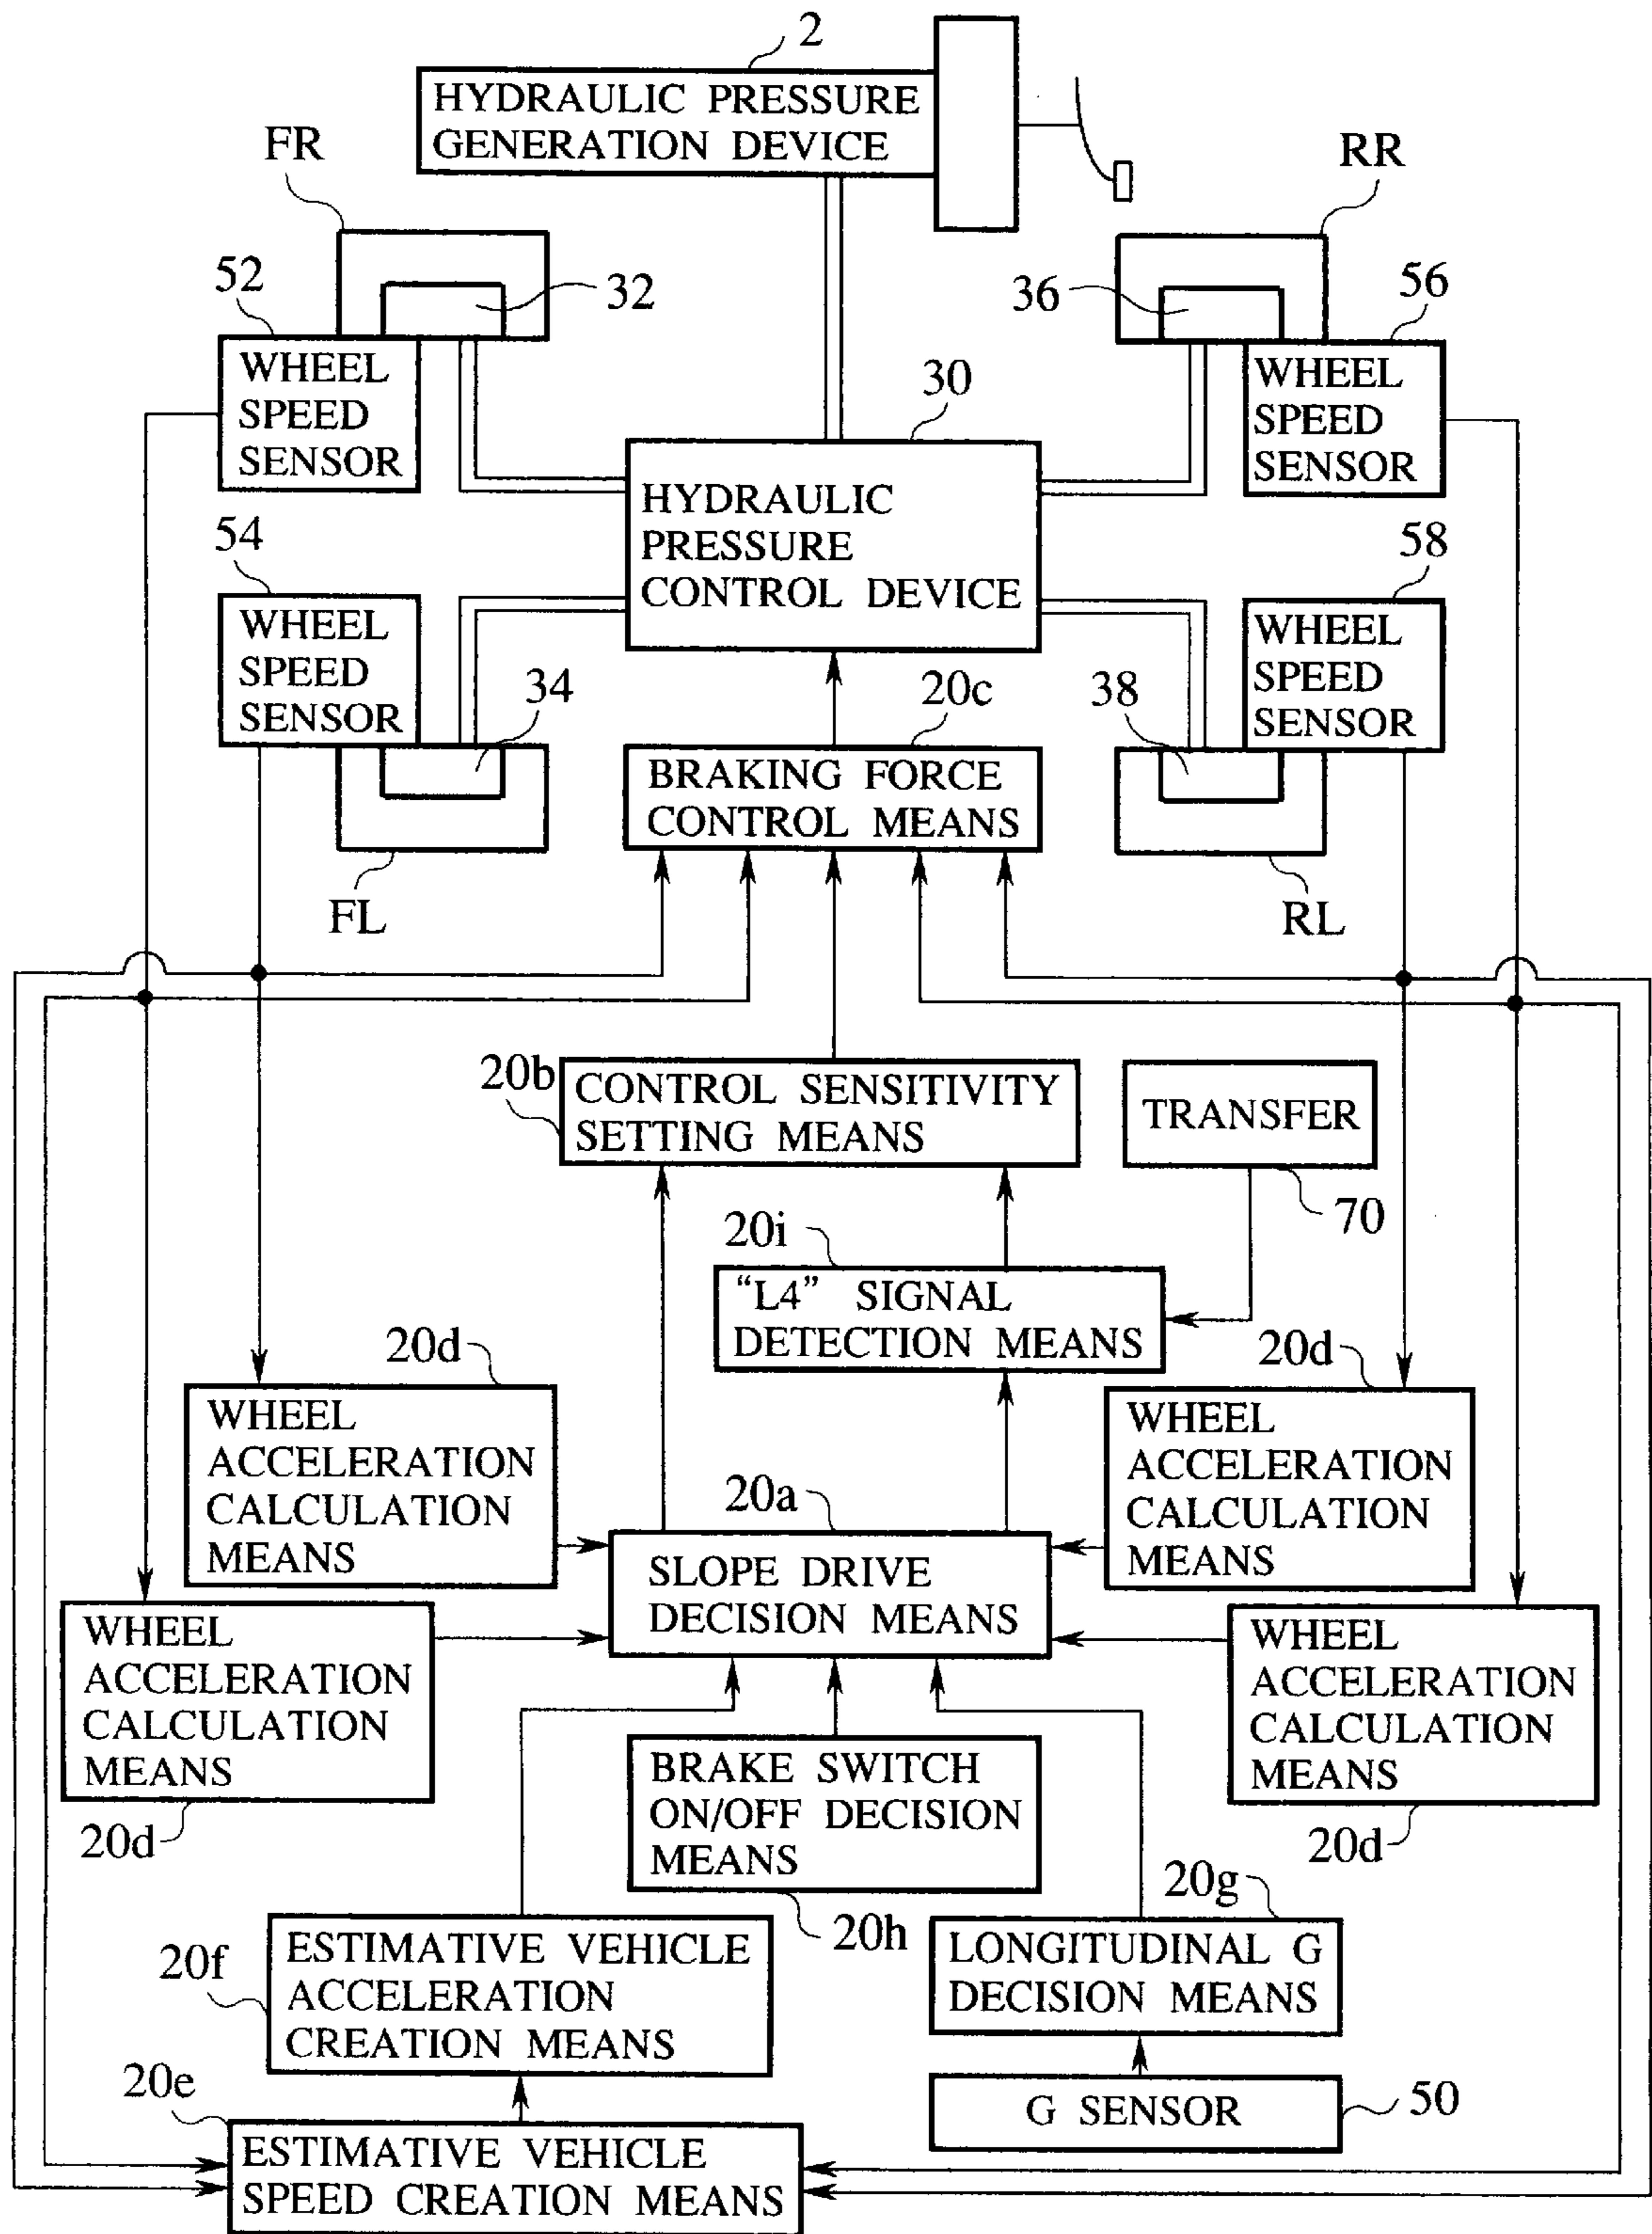 2
HYDRAULIC PRESSURE
GENERATION DEVICE
FR
RR
52
32
36
56
WHEEL
SPEED
SENSOR
30
WHEEL
SPEED
SENSOR
HYDRAULIC
PRESSURE
CONTROL DEVICE
54
58
WHEEL
SPEED
SENSOR
WHEEL
SPEED
SENSOR
34
20c
38
BRAKING FORCE
CONTROL MEANS
FL
RL
20b
CONTROL SENSITIVITY
SETTING MEANS
TRANSFER
70
20i
“L4” SIGNAL
DETECTION MEANS
20d
20d
WHEEL
ACCELERATION
CALCULATION
MEANS
WHEEL
ACCELERATION
CALCULATION
MEANS
20a
SLOPE DRIVE
DECISION MEANS
WHEEL
ACCELERATION
CALCULATION
MEANS
WHEEL
ACCELERATION
CALCULATION
MEANS
20d
20d
BRAKE SWITCH
ON/OFF DECISION
MEANS
20h
20g
20f
ESTIMATIVE VEHICLE
ACCELERATION
CREATION MEANS
LONGITUDINAL G
DECISION MEANS
20e
G SENSOR
50
ESTIMATIVE VEHICLE
SPEED CREATION MEANS